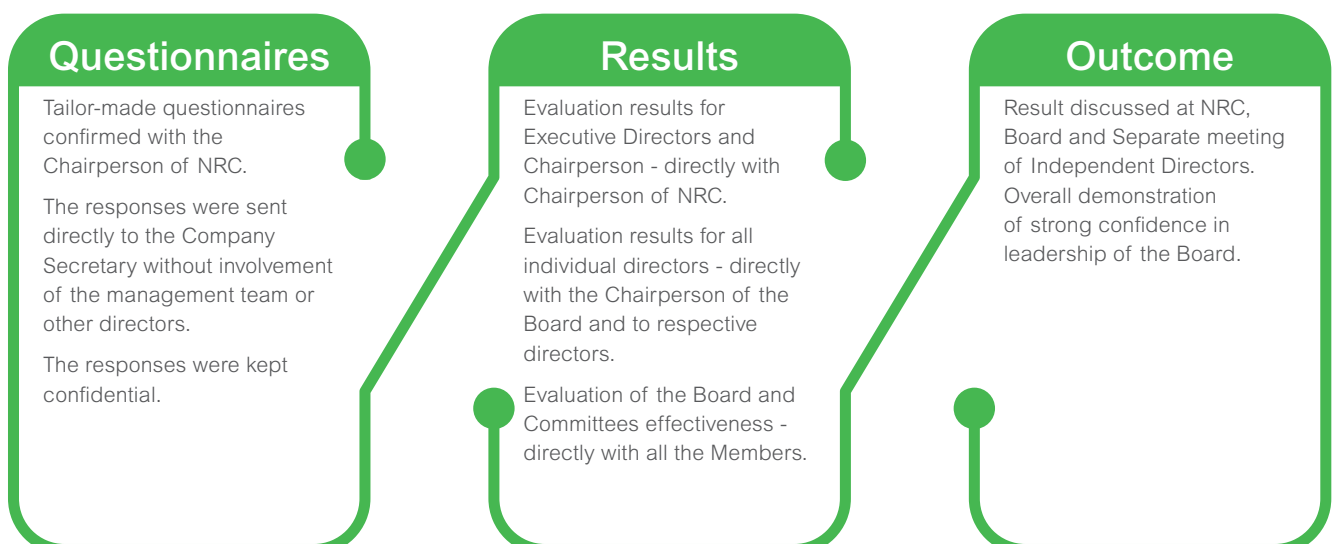 Questionnaires
Tailor-made questionnaires
confirmed with the
Chairperson of NRC.
The responses were sent
directly to the Company
Secretary without involvement
of the management team or
other directors.
The responses were kept
confidential.
Results
Evaluation results for
Executive Directors and
Chairperson - directly with
Chairperson of NRC.
Evaluation results for all
individual directors - directly
with the Chairperson of the
Board and to respective
directors.
Evaluation of the Board and
Committees effectiveness -
directly with all the Members.
Outcome
Result discussed at NRC,
Board and Separate meeting
of Independent Directors.
Overall demonstration
of strong confidence in
leadership of the Board.